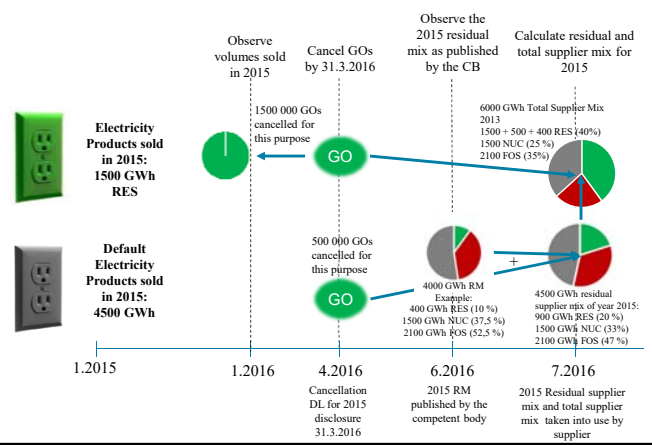 Observe
volumes sold
in 2015
Cancel GOs
by 31.3.2016
Observe the
2015 residual
mix as published
by the CB
Calculate residual and
total supplier mix for
2015
Electricity
Products sold
in 2015:
1500 GWh
RES
1500 000 GOs
cancelled for
this purpose
GO
6000 GWh Total Supplier Mix
2013
1500 + 500 + 400 RES (40%)
1500 NUC (25 %)
2100 FOS (35%)
Default
Electricity
Products sold
in 2015:
4500 GWh
500 000 GOs
cancelled for
this purpose
GO
4000 GWh RM
Example:
400 GWh RES (10 %)
1500 GWh NUC (37,5 %)
2100 GWh FOS (52,5 %)
+
4500 GWh residual
supplier mix of year 2015:
900 GWh RES (20 %)
1500 GWh NUC (33%)
2100 GWh FOS (47 %)
1.2015
1.2016
4.2016
6.2016
7.2016
Cancellation
DL for 2015
disclosure
31.3.2016
2015 RM
published by the
competent body
2015 Residual supplier
mix and total supplier
mix taken into use by
supplier